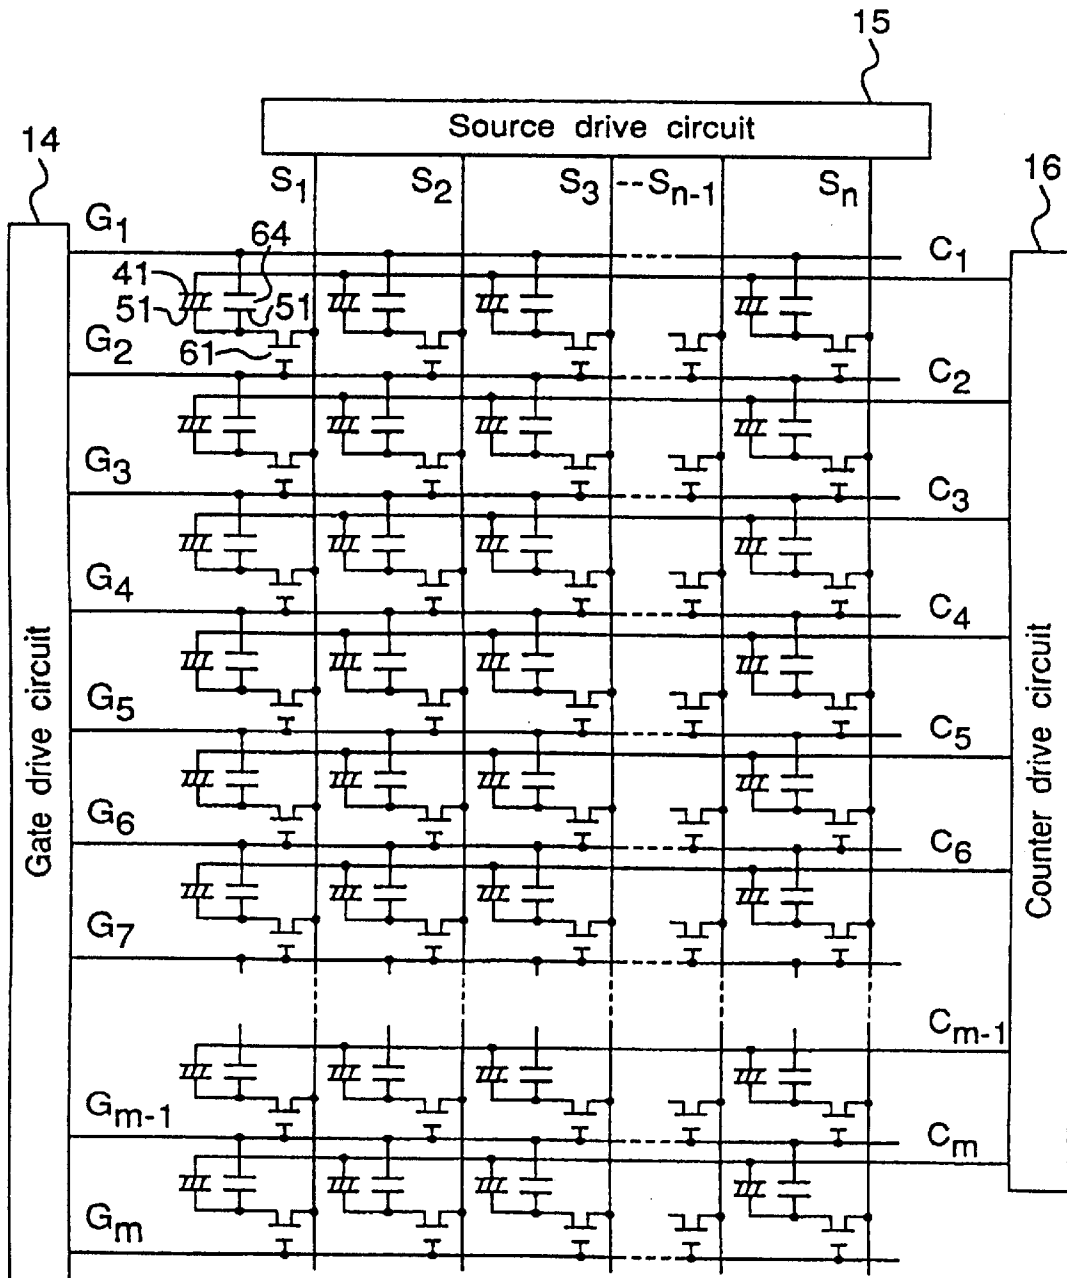 15
Source drive circuit
14
16
S1 S2 S3 --Sn-1 Sn
G1
C1
64
41
51 51
G2
61
C2
G3
C3
G4
C4
G5
C5
G6
C6
G7
Cm-1
Gm-1
Cm
Gm
Gate drive circuit
Counter drive circuit